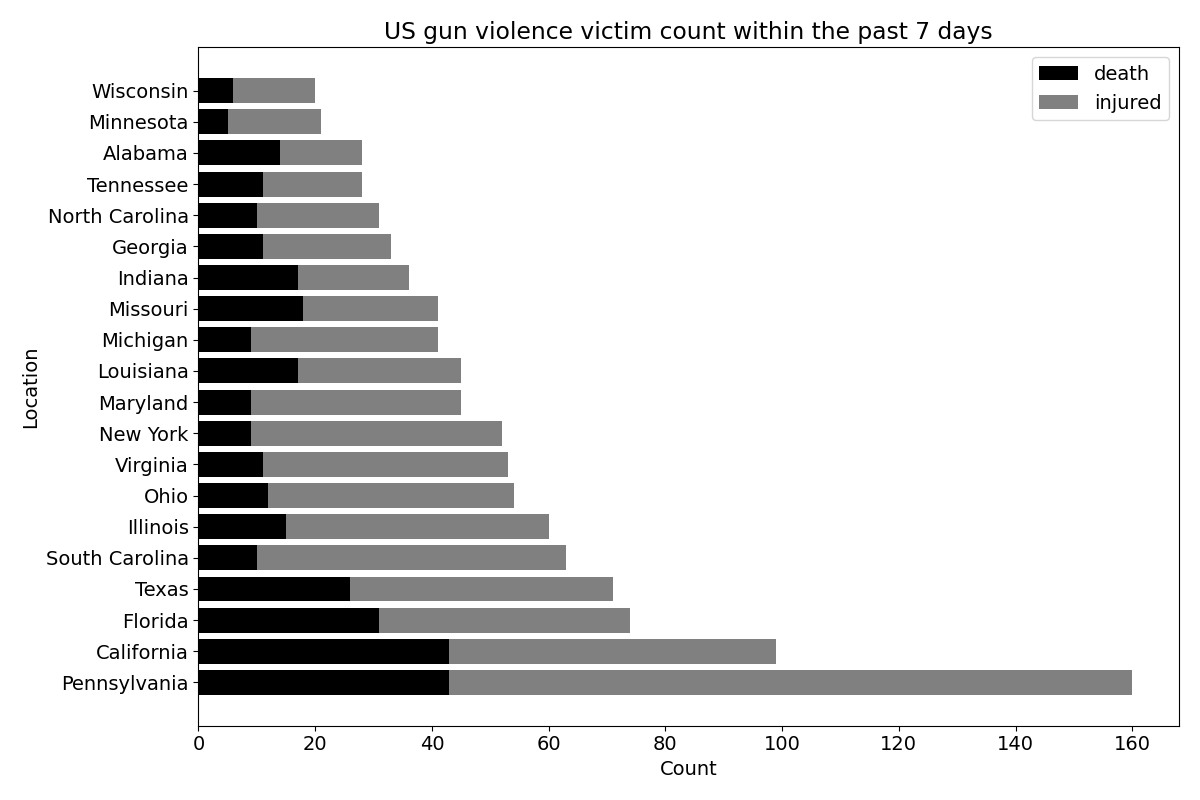 US gun violence victim count within the past 7 days
death
injured
Location
Wisconsin
Minnesota
Alabama
Tennessee
North Carolina
Georgia
Indiana
Missouri
Michigan
Louisiana
Maryland
New York
Virginia
Ohio
Illinois
South Carolina
Texas
Florida
California
Pennsylvania
0 20 40 60 80 100 120 140 160
Count